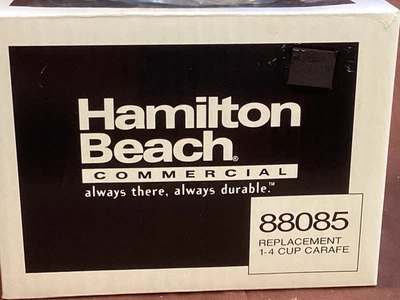 Hamilton
Beach®
COMMERCIAL
always there, always durable.™
88085
REPLACEMENT
1-4 CUP CARAFE